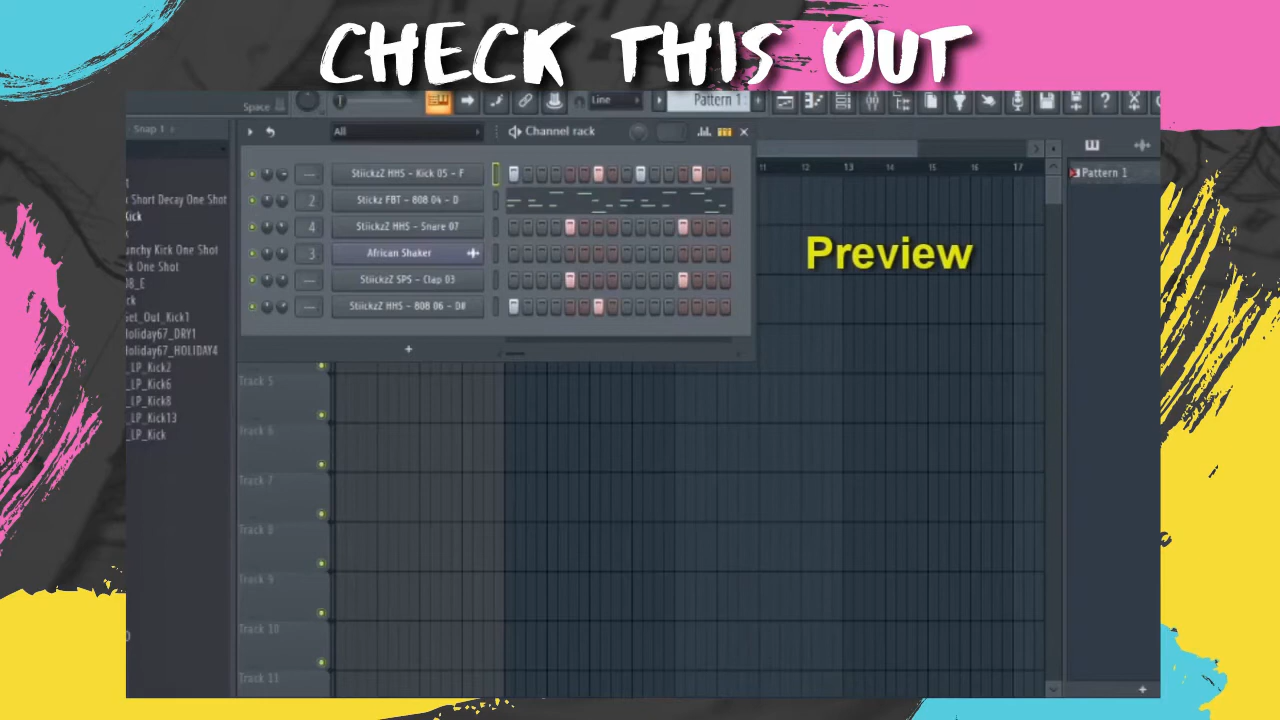 CHECK THIS OUT
Space
Line
Pattern 1
Snap 1
All
Channel rack
11 12 13 14 15 16 17
Pattern 1
StiickzZ HHS - Kick 05 - F
2 Stickz FBT - 808 04 - D
4 StiickzZ HHS - Snare 07
3 African Shaker
StiickzZ SPS - Clap 03
StiickzZ HHS - 808 06 - D#
Preview
Short Decay One Shot
Kick
unchy Kick One Shot
ck One Shot
Get_Out_Kick1
Holiday67_DRY1
Holiday67_HOLIDAY4
_LP_Kick2
_LP_Kick6
_LP_Kick8
_LP_Kick13
_LP_Kick
Track 5
Track 6
Track 7
Track 8
Track 9
Track 10
Track 11